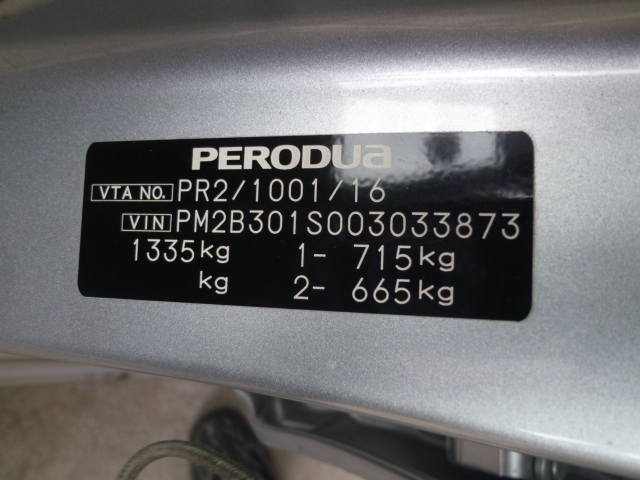 PERODUA
VTA NO. PR2/1001/16
VIN PM2B301S003033873
1335kg 1- 715kg
kg 2- 665kg